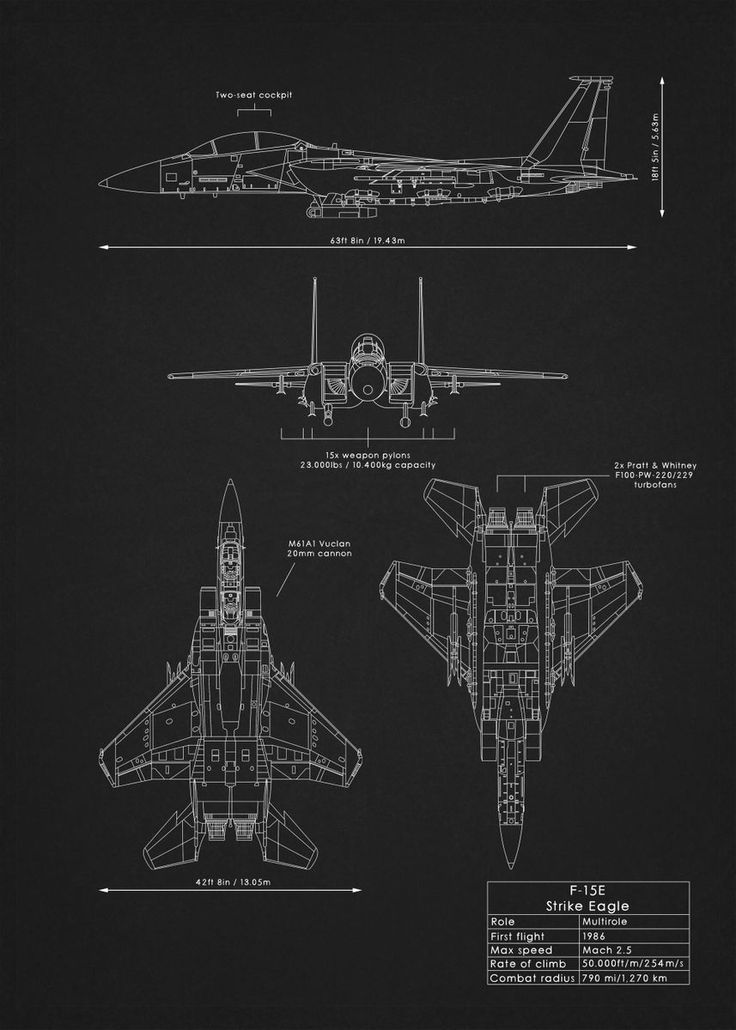 Two-seat cockpit
63ft 8in / 19.43m
18ft 5in / 5.63m
15x weapon pylons
23.000lbs / 10.400kg capacity
M61A1 Vuclan
20mm cannon
42ft 8in / 13.05m
2x Pratt & Whitney
F100-PW-220/229
turbofans
F-15E
Strike Eagle
Role Multirole
First flight 1986
Max speed Mach 2.5
Rate of climb 50.000ft/m/254m/s
Combat radius 790 mi/1.270 km